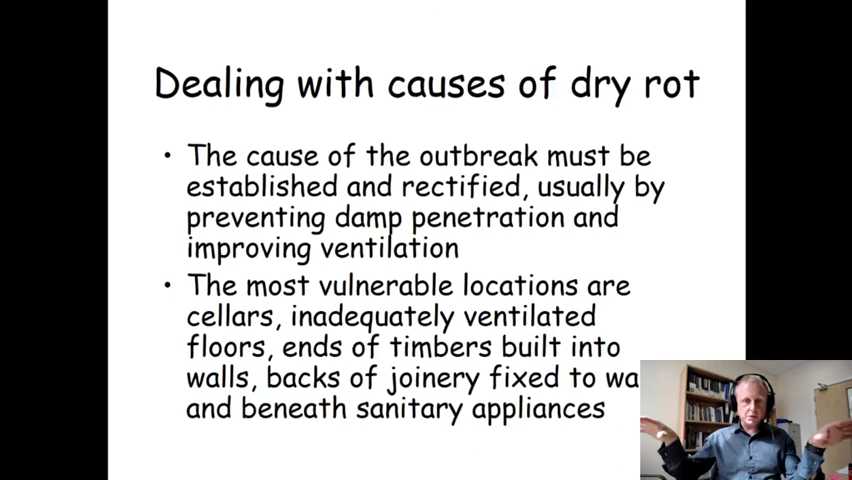 Dealing with causes of dry rot
• The cause of the outbreak must be
established and rectified, usually by
preventing damp penetration and
improving ventilation
• The most vulnerable locations are
cellars, inadequately ventilated
floors, ends of timbers built into
walls, backs of joinery fixed to
and beneath sanitary appliances